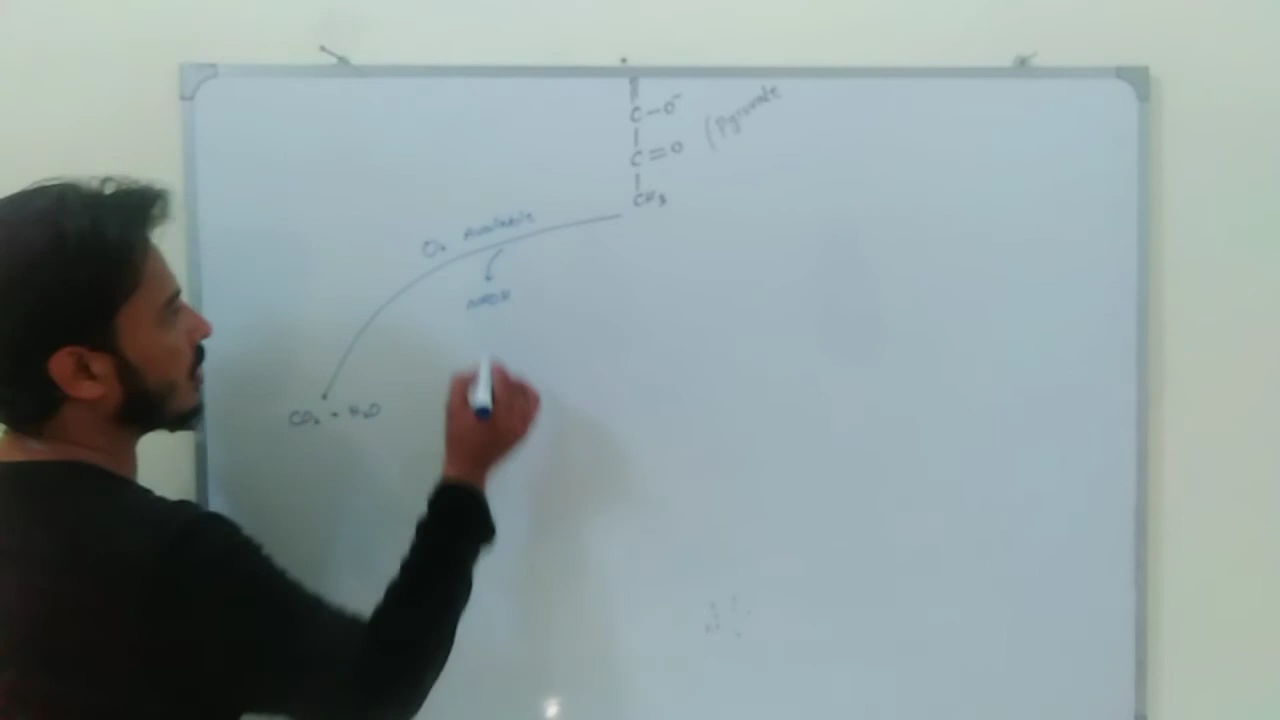 C-O⁻
(Pyruvate
C=O
CH₃
O₂ Available
NADH
CO₂ + H₂O